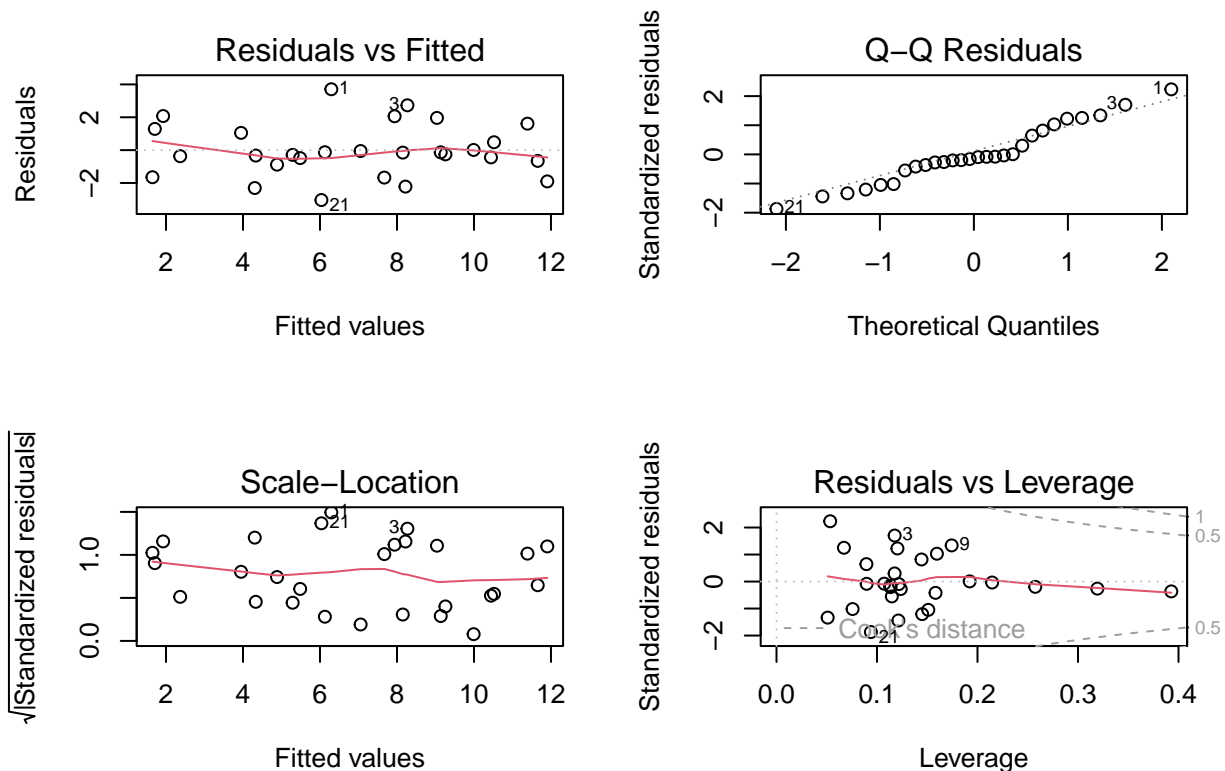 Residuals vs Fitted
Residuals
2
−2
1
3
21
2 4 6 8 10 12
Fitted values
Q−Q Residuals
Standardized residuals
2
0
−2
1
3
21
−2 −1 0 1 2
Theoretical Quantiles
Scale−Location
√|Standardized residuals|
1.0
0.0
1
21
3
2 4 6 8 10 12
Fitted values
Residuals vs Leverage
Standardized residuals
2
0
−2
3
9
21
Cook's distance
1
0.5
0.5
0.0 0.1 0.2 0.3 0.4
Leverage